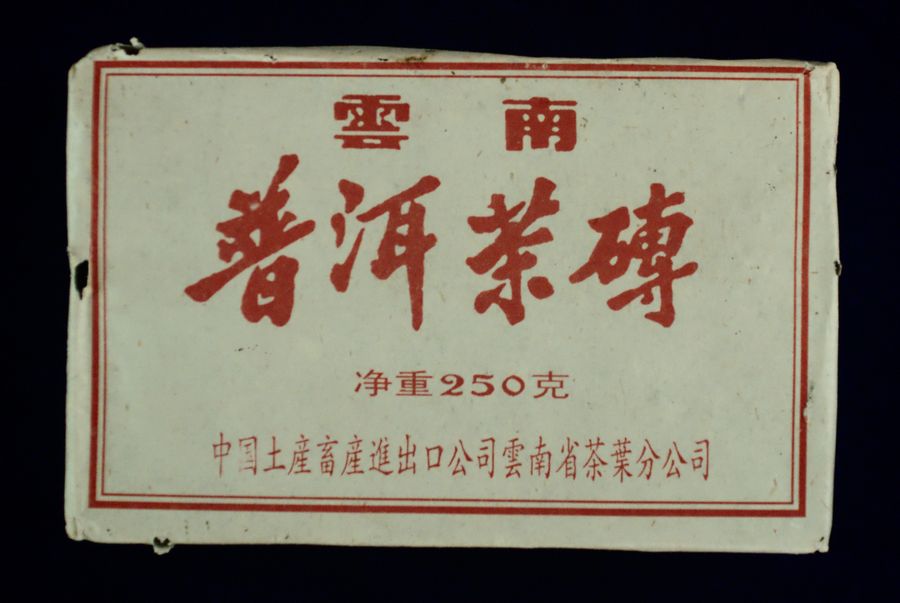 雲南
普洱茶磚
净重250克
中国土産畜産進出口公司雲南省茶葉分公司